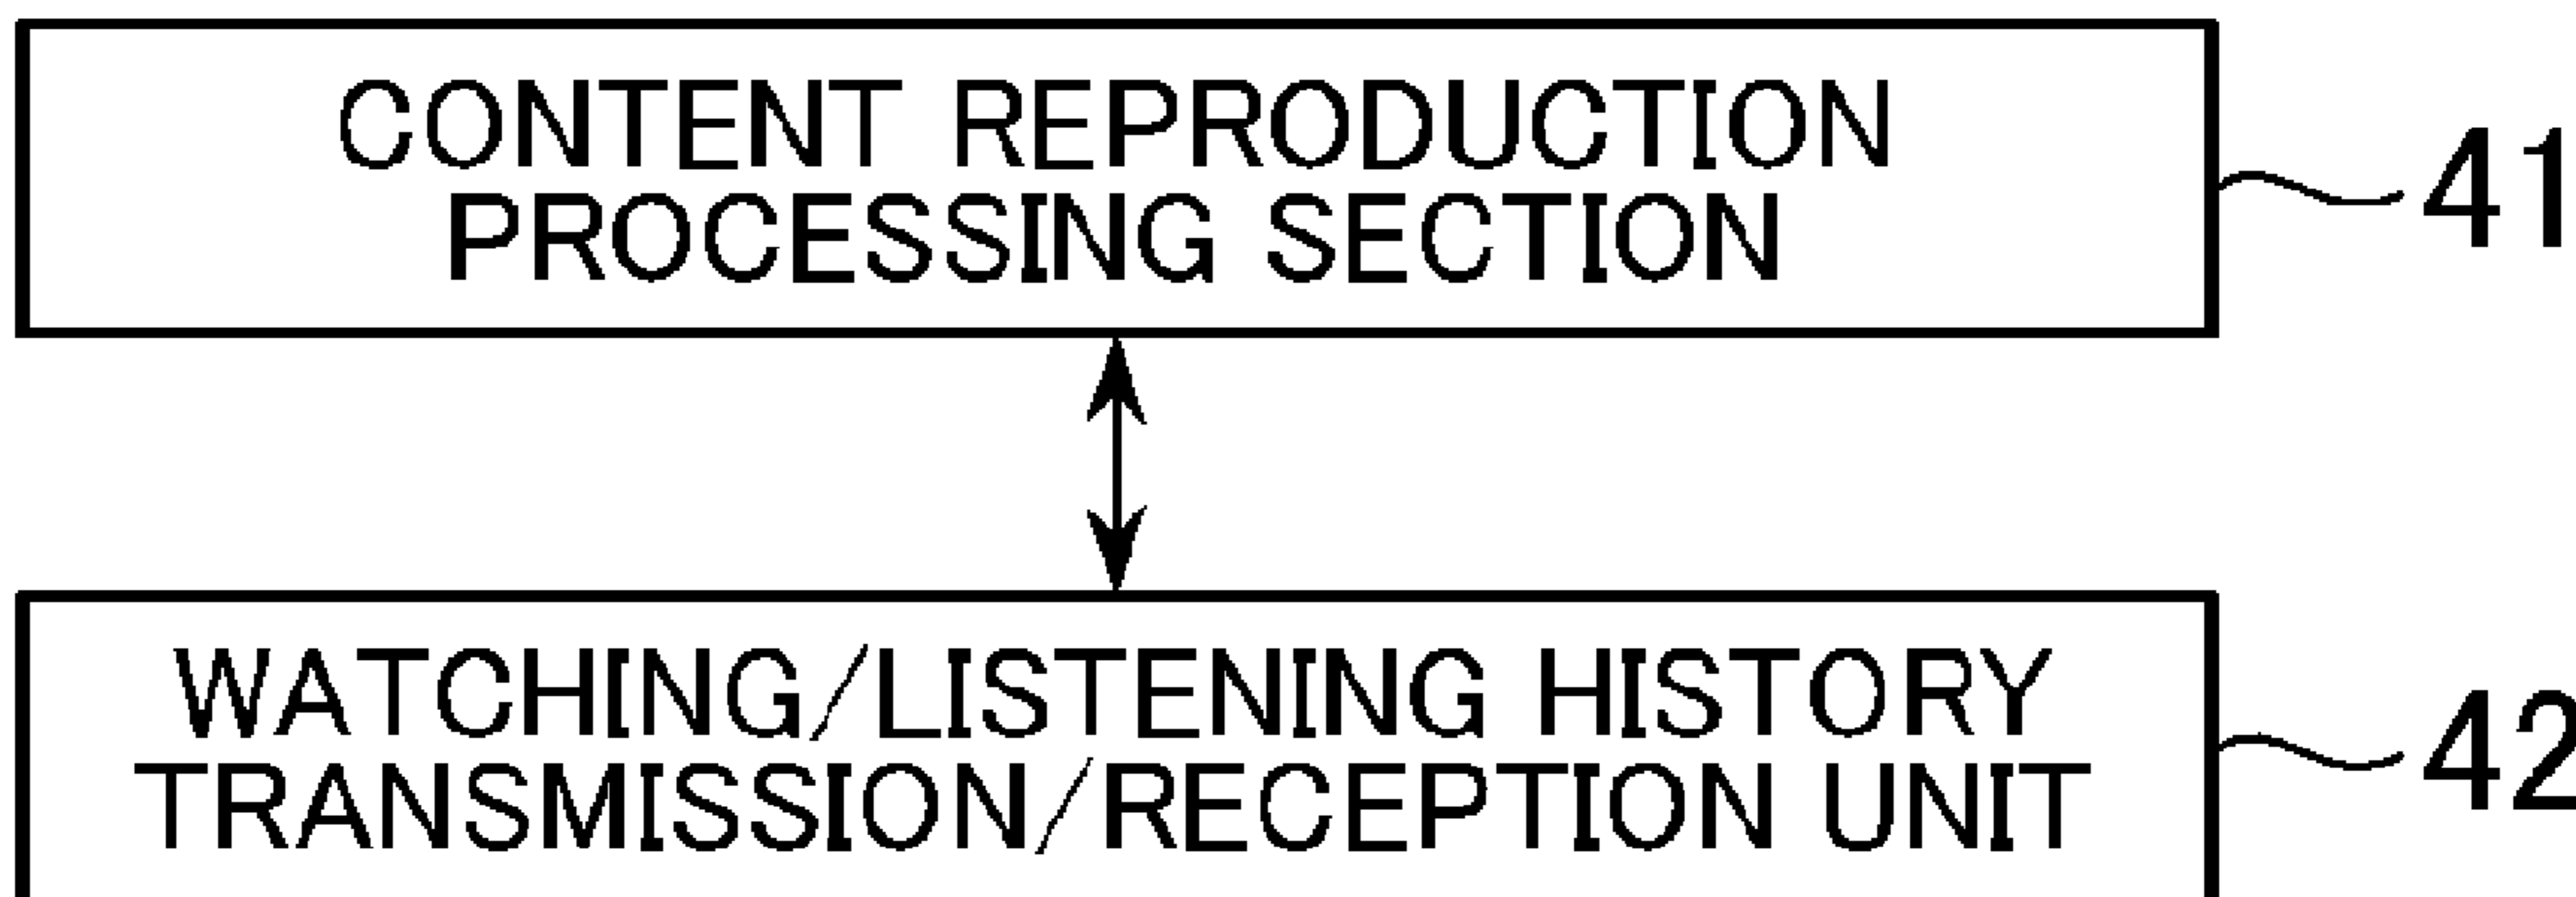 CONTENT REPRODUCTION
PROCESSING SECTION
41
WATCHING/LISTENING HISTORY
TRANSMISSION/RECEPTION UNIT
42